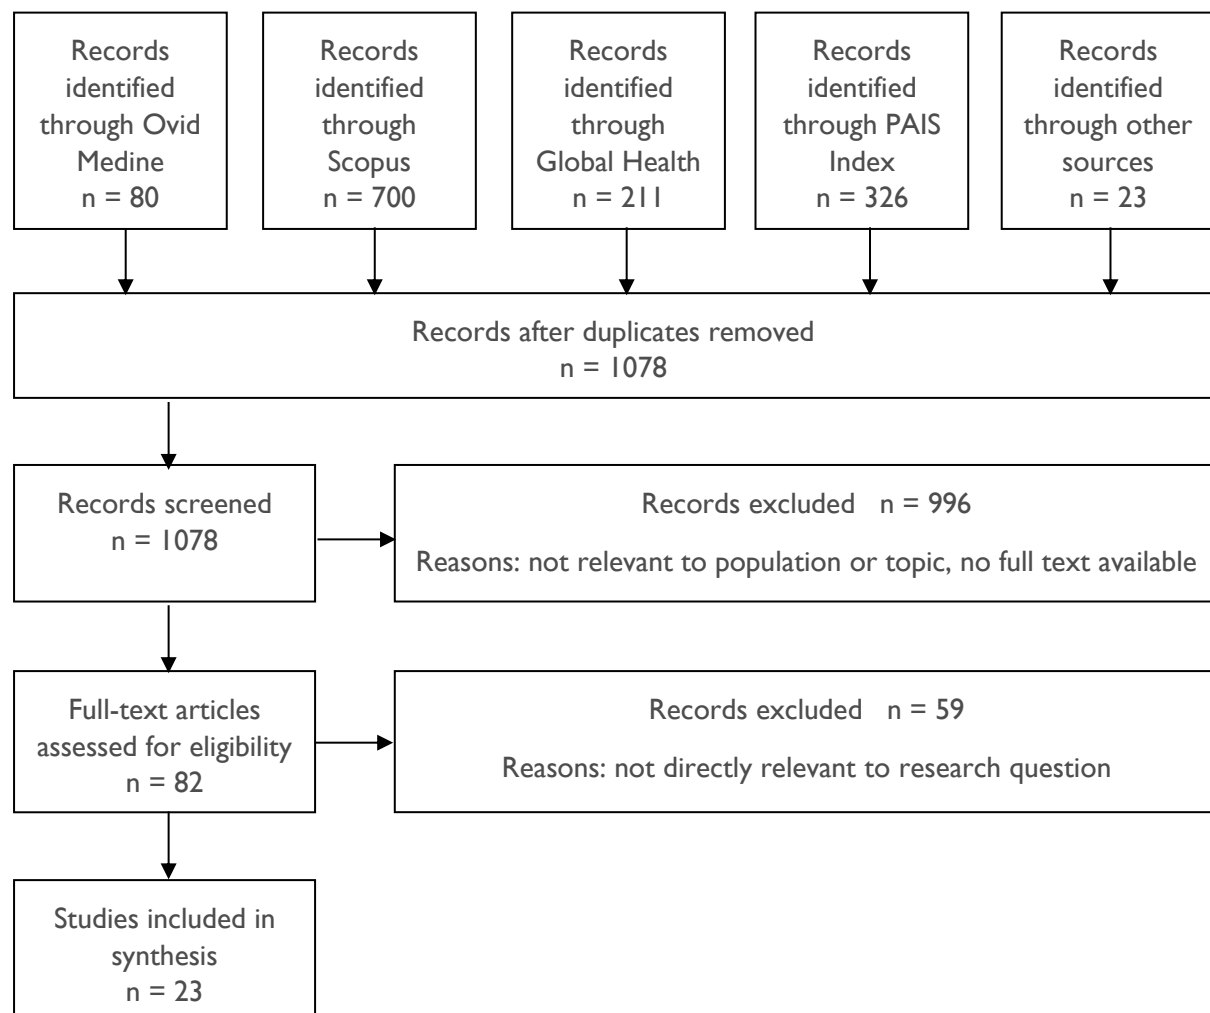 Records
identified
through Ovid
Medine
n = 80
Records
identified
through
Scopus
n = 700
Records
identified
through
Global Health
n = 211
Records
identified
through PAIS
Index
n = 326
Records
identified
through other
sources
n = 23
Records after duplicates removed
n = 1078
Records screened
n = 1078
Records excluded n = 996
Reasons: not relevant to population or topic, no full text available
Full-text articles
assessed for eligibility
n = 82
Records excluded n = 59
Reasons: not directly relevant to research question
Studies included in
synthesis
n = 23